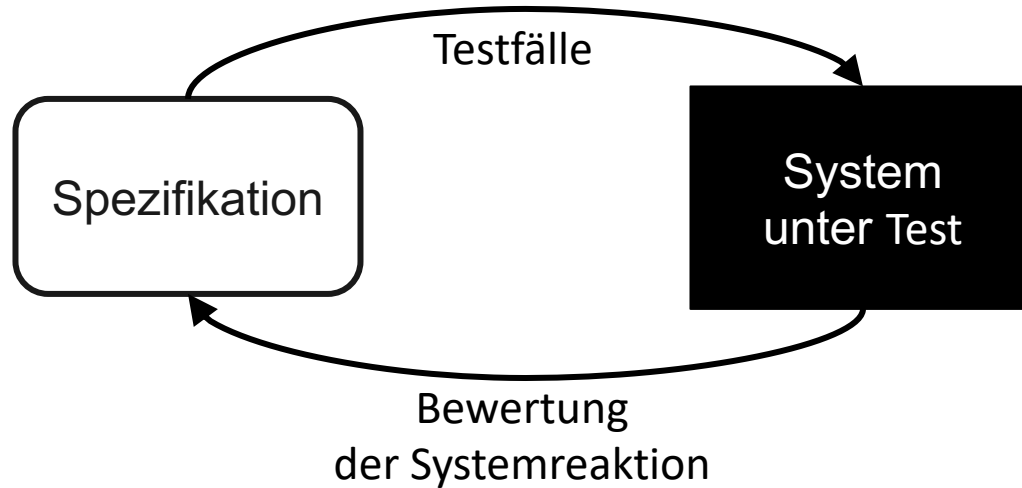 Testfälle
Spezifikation
System
unter Test
Bewertung
der Systemreaktion